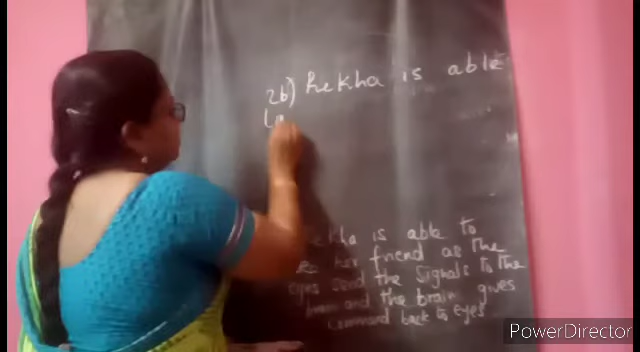 2b) Rekha is able
Rekha is able to
see her friend as the
eyes send the signals to the
brain and the brain gives
command back to eyes
PowerDirector